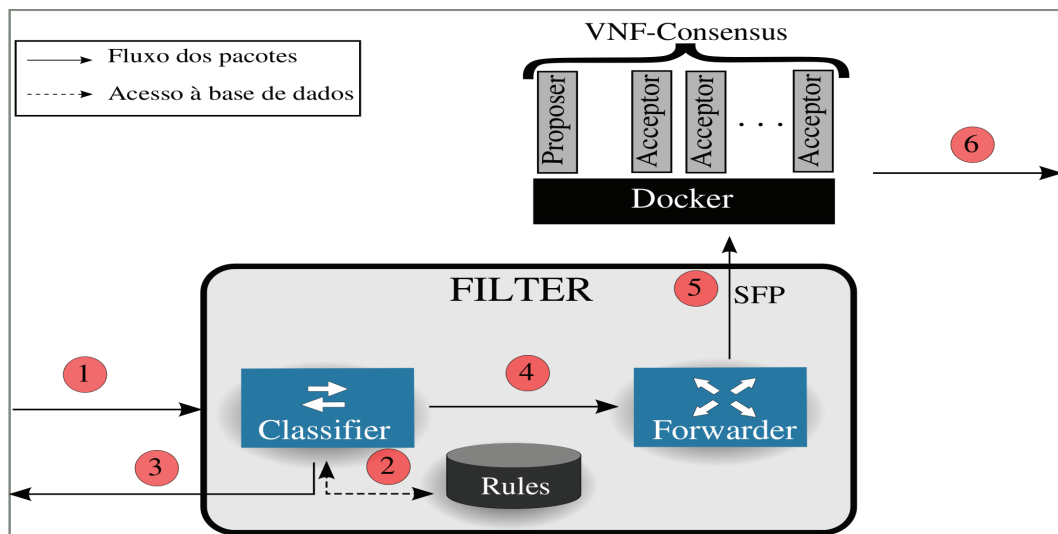 VNF-Consensus
Fluxo dos pacotes
Acesso à base de dados
Proposer
Acceptor
Acceptor
. . .
Acceptor
6
Docker
5
SFP
FILTER
1
4
Classifier
Forwarder
3
2
Rules